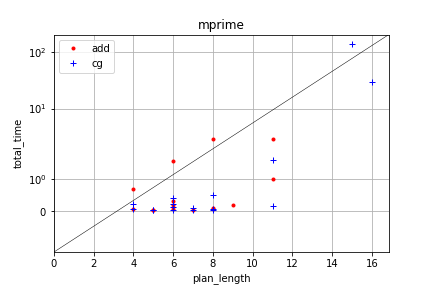 mprime
add
cg
total_time
10²
10¹
10⁰
0
0 2 4 6 8 10 12 14 16
plan_length